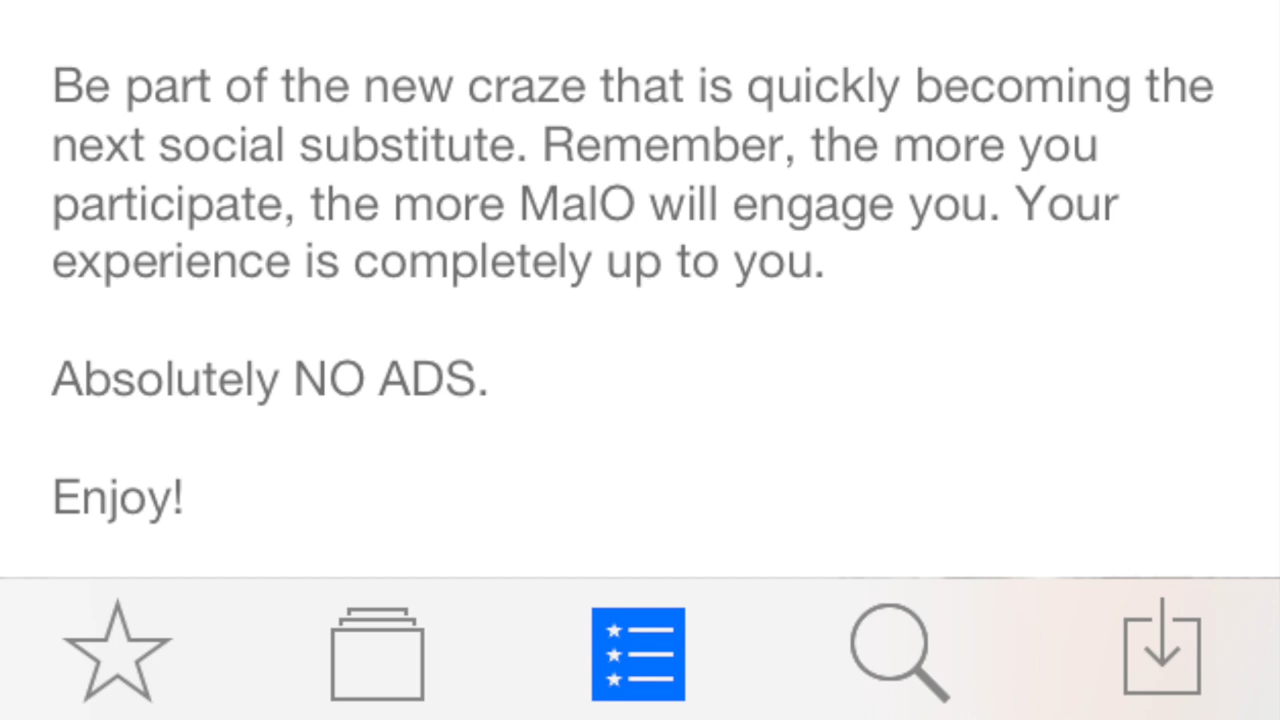 Be part of the new craze that is quickly becoming the
next social substitute. Remember, the more you
participate, the more MalO will engage you. Your
experience is completely up to you.
Absolutely NO ADS.
Enjoy!